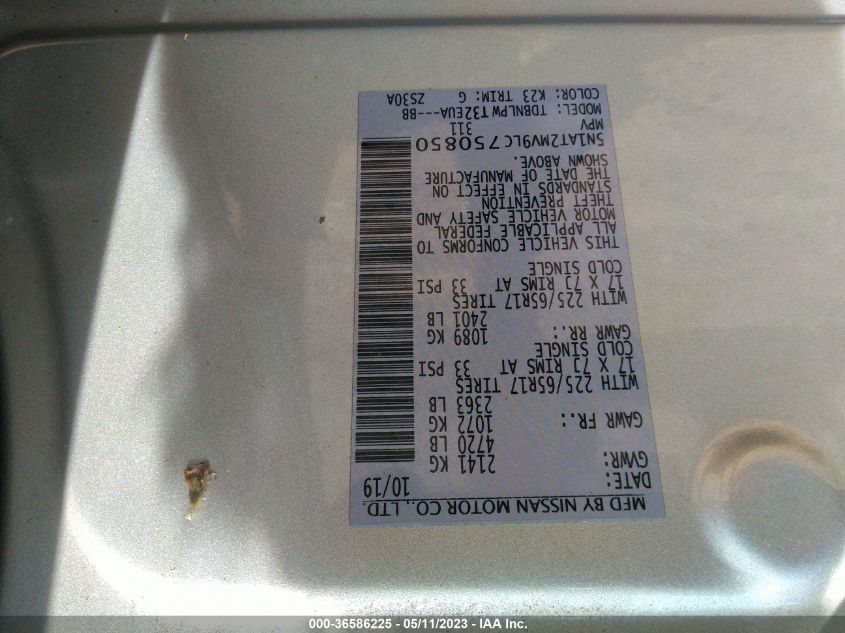 MFD BY NISSAN MOTOR CO., LTD.
DATE: 10/19
GVWR: 2141 KG
4720 LB
GAWR FR.: 1072 KG
2363 LB
WITH 225/65R17 TIRES
17 X 7J RIMS AT 33 PSI
COLD SINGLE
GAWR RR: 1089 KG
2401 LB
WITH 225/65R17 TIRES
17 X 7J RIMS AT 33 PSI
COLD SINGLE
THIS VEHICLE CONFORMS TO
ALL APPLICABLE FEDERAL
MOTOR VEHICLE SAFETY AND
THEFT PREVENTION
STANDARDS IN EFFECT ON
THE DATE OF MANUFACTURE
SHOWN ABOVE.
5N1AT2MV9LC750850
MPV 311
MODEL: TDBNLPW T32EUA---BB
COLOR: K23 TRIM: G ZS30A
000-36586225 - 05/11/2023 - IAA Inc.